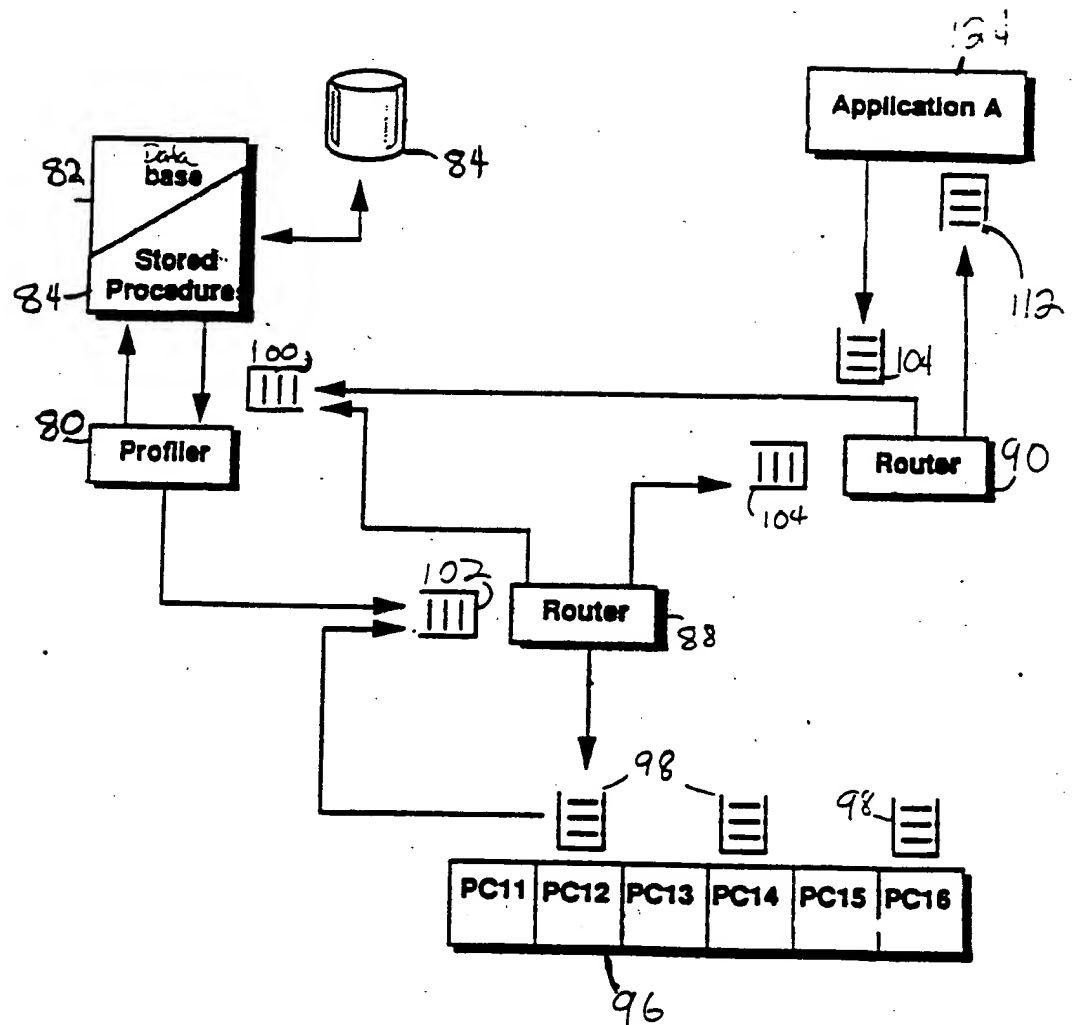 Application A
Data
base
82
84
Stored
Procedures
84
112
100
104
80
Profiler
Router
90
104
102
Router
88
98
98
PC11
PC12
PC13
PC14
PC15
PC16
96